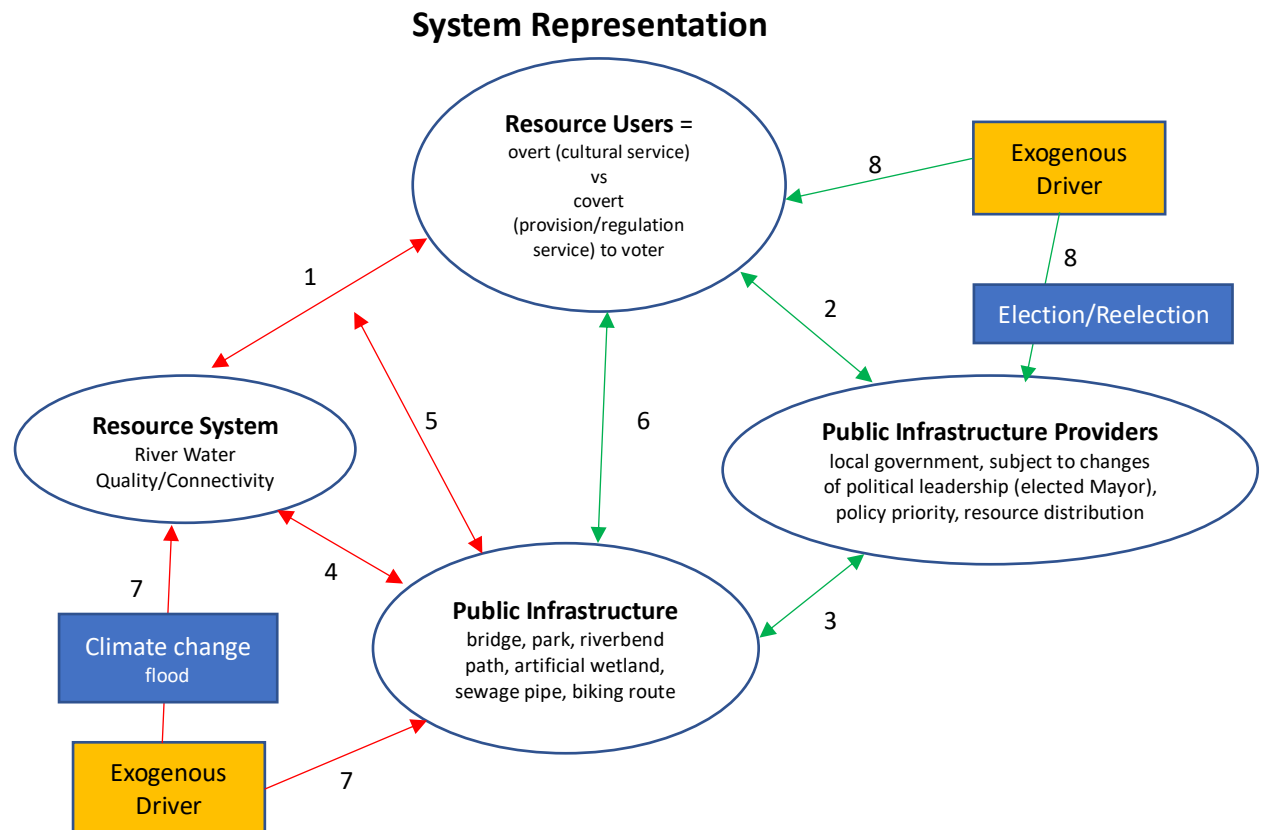 System Representation
Resource Users =
overt (cultural service)
vs
covert
(provision/regulation
service) to voter
8
Exogenous
Driver
8
1
2
Election/Reelection
Resource System
River Water
Quality/Connectivity
5
6
Public Infrastructure Providers
local government, subject to changes
of political leadership (elected Mayor),
policy priority, resource distribution
7
4
3
Climate change
flood
Public Infrastructure
bridge, park, riverbend
path, artificial wetland,
sewage pipe, biking route
Exogenous
Driver
7